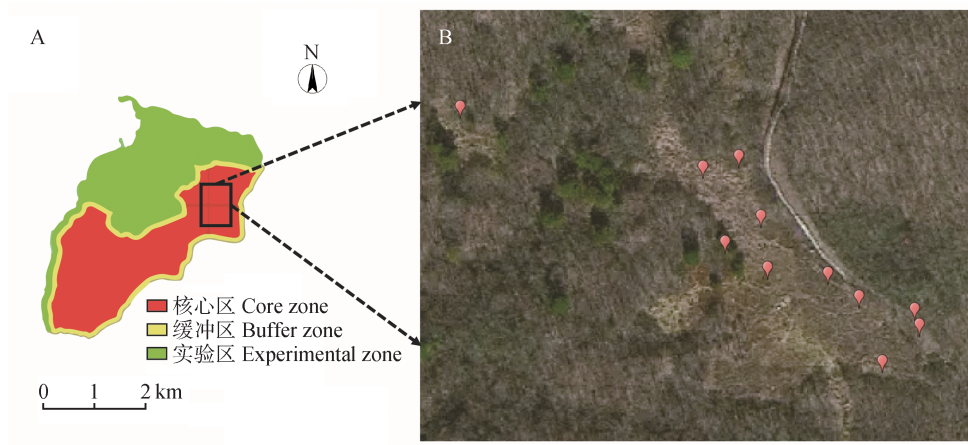 A
N
B
核心区 Core zone
缓冲区 Buffer zone
实验区 Experimental zone
0 1 2 km